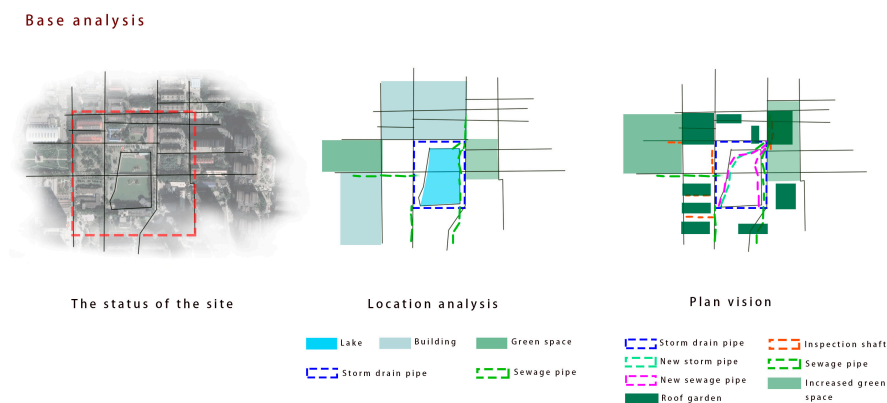 Base analysis
The status of the site
Location analysis
Plan vision
Lake
Building
Green space
Storm drain pipe
Sewage pipe
Storm drain pipe
Inspection shaft
New storm pipe
Sewage pipe
New sewage pipe
Increased green
space
Roof garden